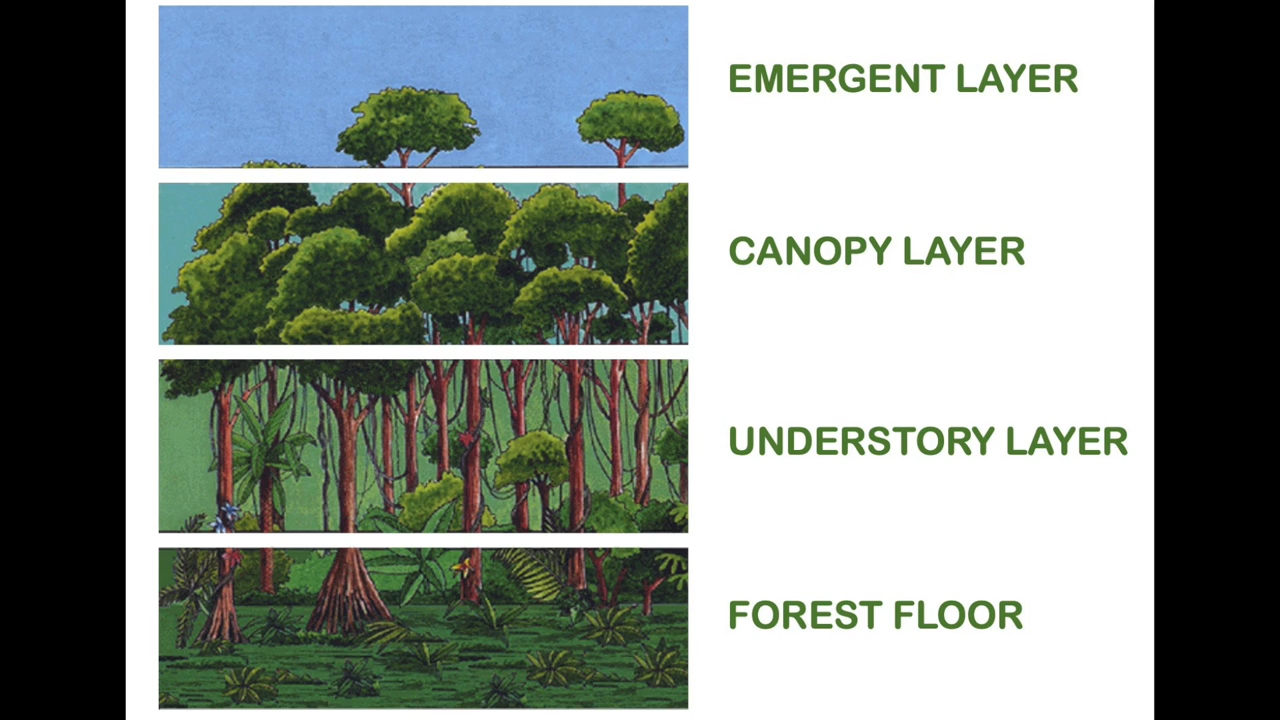 EMERGENT LAYER
CANOPY LAYER
UNDERSTORY LAYER
FOREST FLOOR